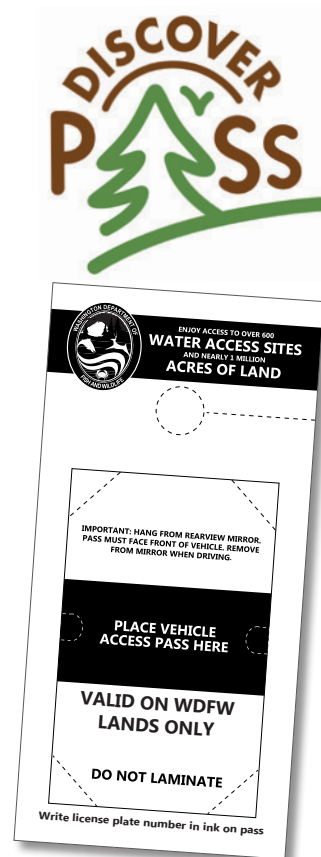 DISCOVER
PASS
WASHINGTON DEPARTMENT OF
FISH AND WILDLIFE
ENJOY ACCESS TO OVER 600
WATER ACCESS SITES
AND NEARLY 1 MILLION
ACRES OF LAND
IMPORTANT: HANG FROM REARVIEW MIRROR.
PASS MUST FACE FRONT OF VEHICLE. REMOVE
FROM MIRROR WHEN DRIVING.
PLACE VEHICLE
ACCESS PASS HERE
VALID ON WDFW
LANDS ONLY
DO NOT LAMINATE
Write license plate number in ink on pass